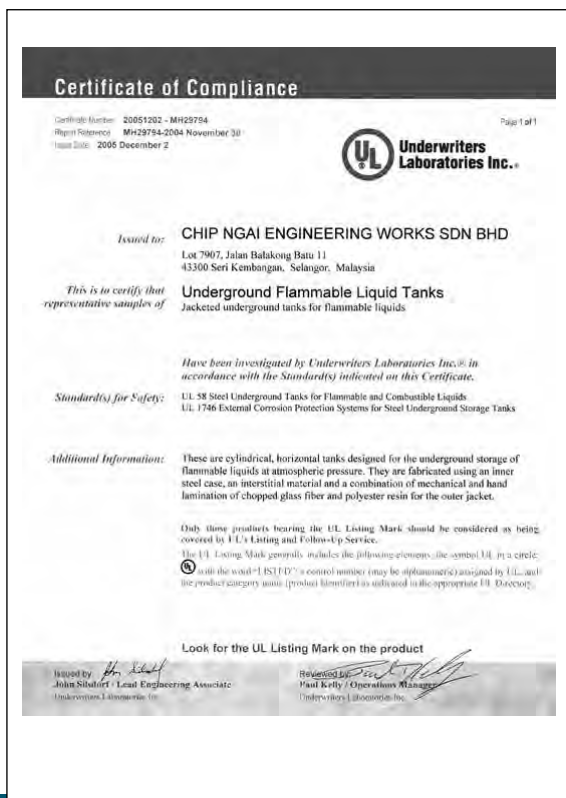 Certificate of Compliance
Certificate Number 20051202 - MH29794
Report Reference MH29794-2004 November 30
Issue Date 2005 December 2
Page 1 of 1
UL
Underwriters
Laboratories Inc.®
Issued to:
CHIP NGAI ENGINEERING WORKS SDN BHD
Lot 7907, Jalan Balakong Batu 11
43300 Seri Kembangan, Selangor, Malaysia
This is to certify that
representative samples of
Underground Flammable Liquid Tanks
Jacketed underground tanks for flammable liquids
Have been investigated by Underwriters Laboratories Inc.® in
accordance with the Standard(s) indicated on this Certificate.
Standard(s) for Safety:
UL 58 Steel Underground Tanks for Flammable and Combustible Liquids
UL 1746 External Corrosion Protection Systems for Steel Underground Storage Tanks
Additional Information:
These are cylindrical, horizontal tanks designed for the underground storage of
flammable liquids at atmospheric pressure. They are fabricated using an inner
steel case, an interstitial material and a combination of mechanical and hand
lamination of chopped glass fiber and polyester resin for the outer jacket.
Only those products bearing the UL Listing Mark should be considered as being
covered by UL's Listing and Follow-Up Service.
The UL Listing Mark generally includes the following elements: the symbol UL in a circle:
UL with the word "LISTED"; a control number (may be alphanumeric) assigned by UL; and
the product category name (product identifier) as indicated in the appropriate UL Directory.
Look for the UL Listing Mark on the product
Issued by:
John Silsdorf / Lead Engineering Associate
Underwriters Laboratories Inc.
Reviewed by:
Paul Kelly / Operations Manager
Underwriters Laboratories Inc.